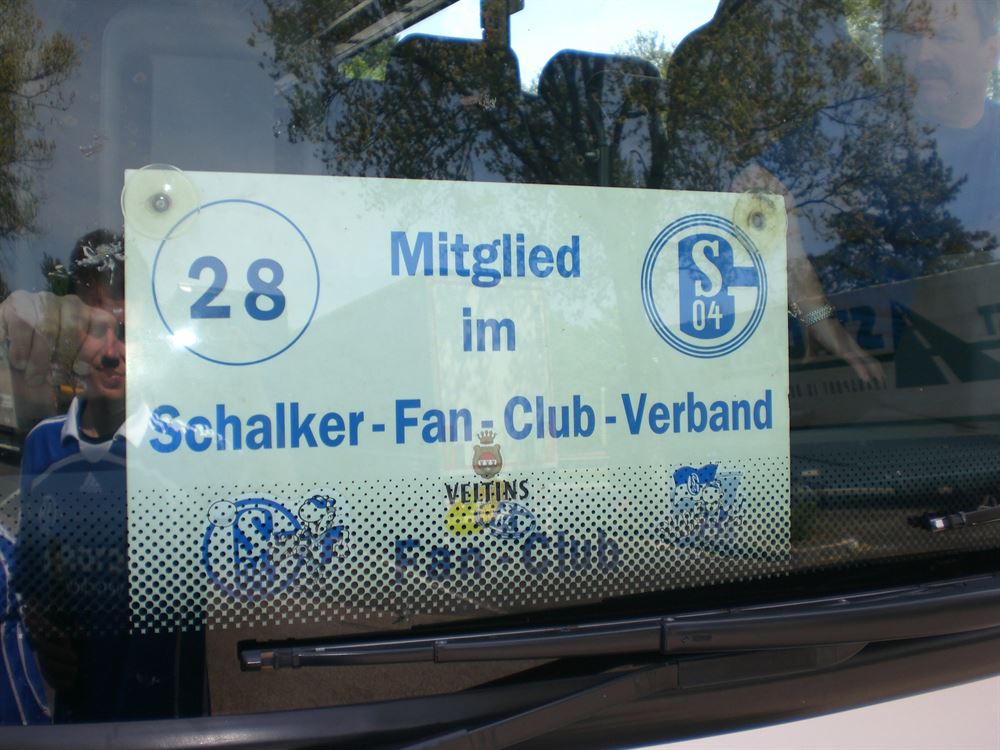 28
Mitglied
im
S
04
Schalker-Fan-Club-Verband
VELTINS
Fan-Club